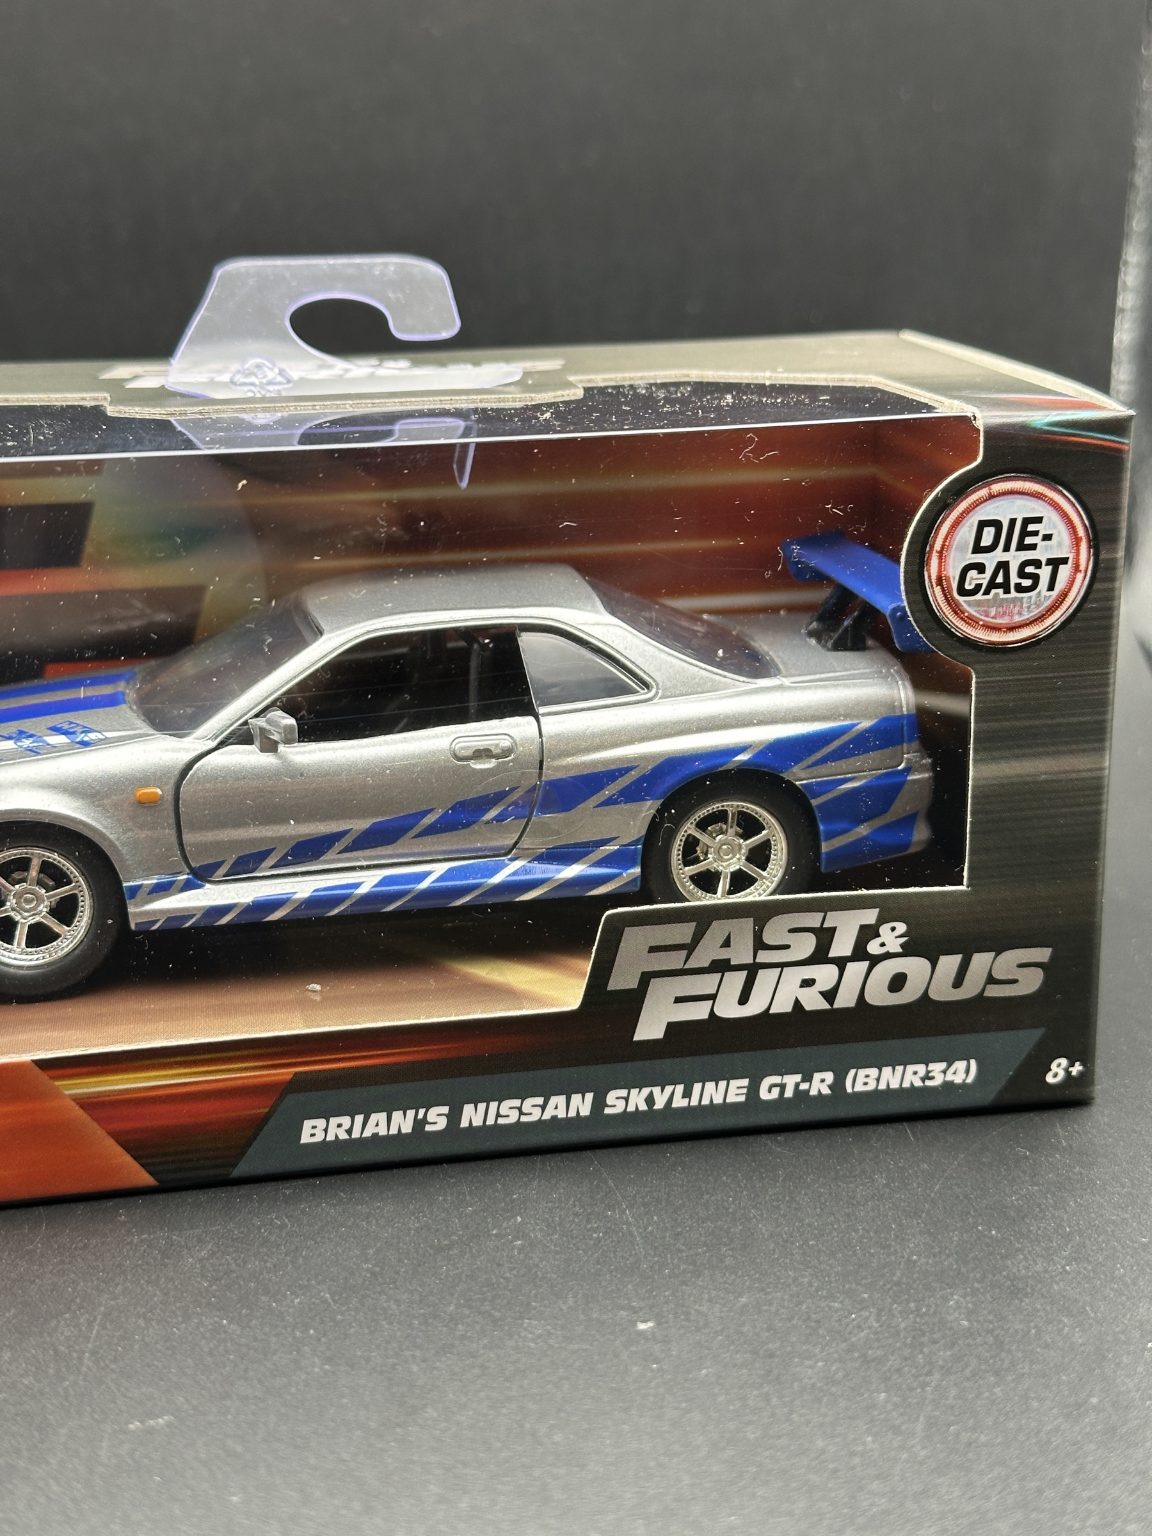 DIE-
CAST
FAST &
FURIOUS
BRIAN'S NISSAN SKYLINE GT-R (BNR34)
8+